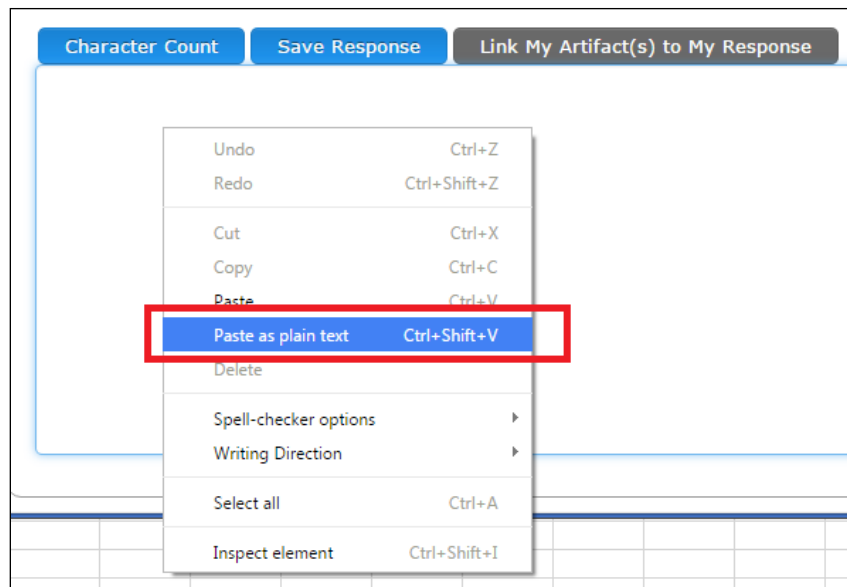 Character Count Save Response Link My Artifact(s) to My Response
Undo Ctrl+Z
Redo Ctrl+Shift+Z
Cut Ctrl+X
Copy Ctrl+C
Paste Ctrl+V
Paste as plain text Ctrl+Shift+V
Delete
Spell-checker options
Writing Direction
Select all Ctrl+A
Inspect element Ctrl+Shift+I